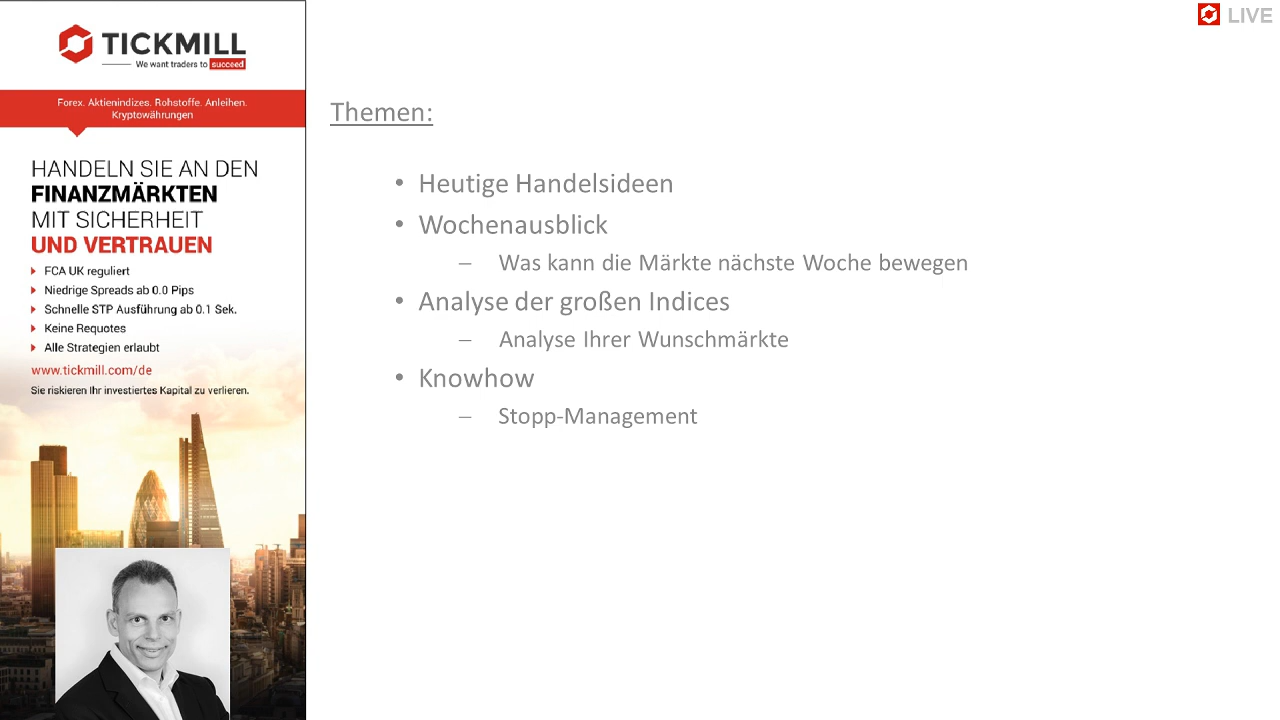 TICKMILL
We want traders to succeed
Forex. Aktienindizes. Rohstoffe. Anleihen.
Kryptowährungen
HANDELN SIE AN DEN
FINANZMÄRKTEN
MIT SICHERHEIT
UND VERTRAUEN
FCA UK reguliert
Niedrige Spreads ab 0.0 Pips
Schnelle STP Ausführung ab 0.1 Sek.
Keine Requotes
Alle Strategien erlaubt
www.tickmill.com/de
Sie riskieren Ihr investiertes Kapital zu verlieren.
LIVE
Themen:
• Heutige Handelsideen
• Wochenausblick
– Was kann die Märkte nächste Woche bewegen
• Analyse der großen Indices
– Analyse Ihrer Wunschmärkte
• Knowhow
– Stopp-Management